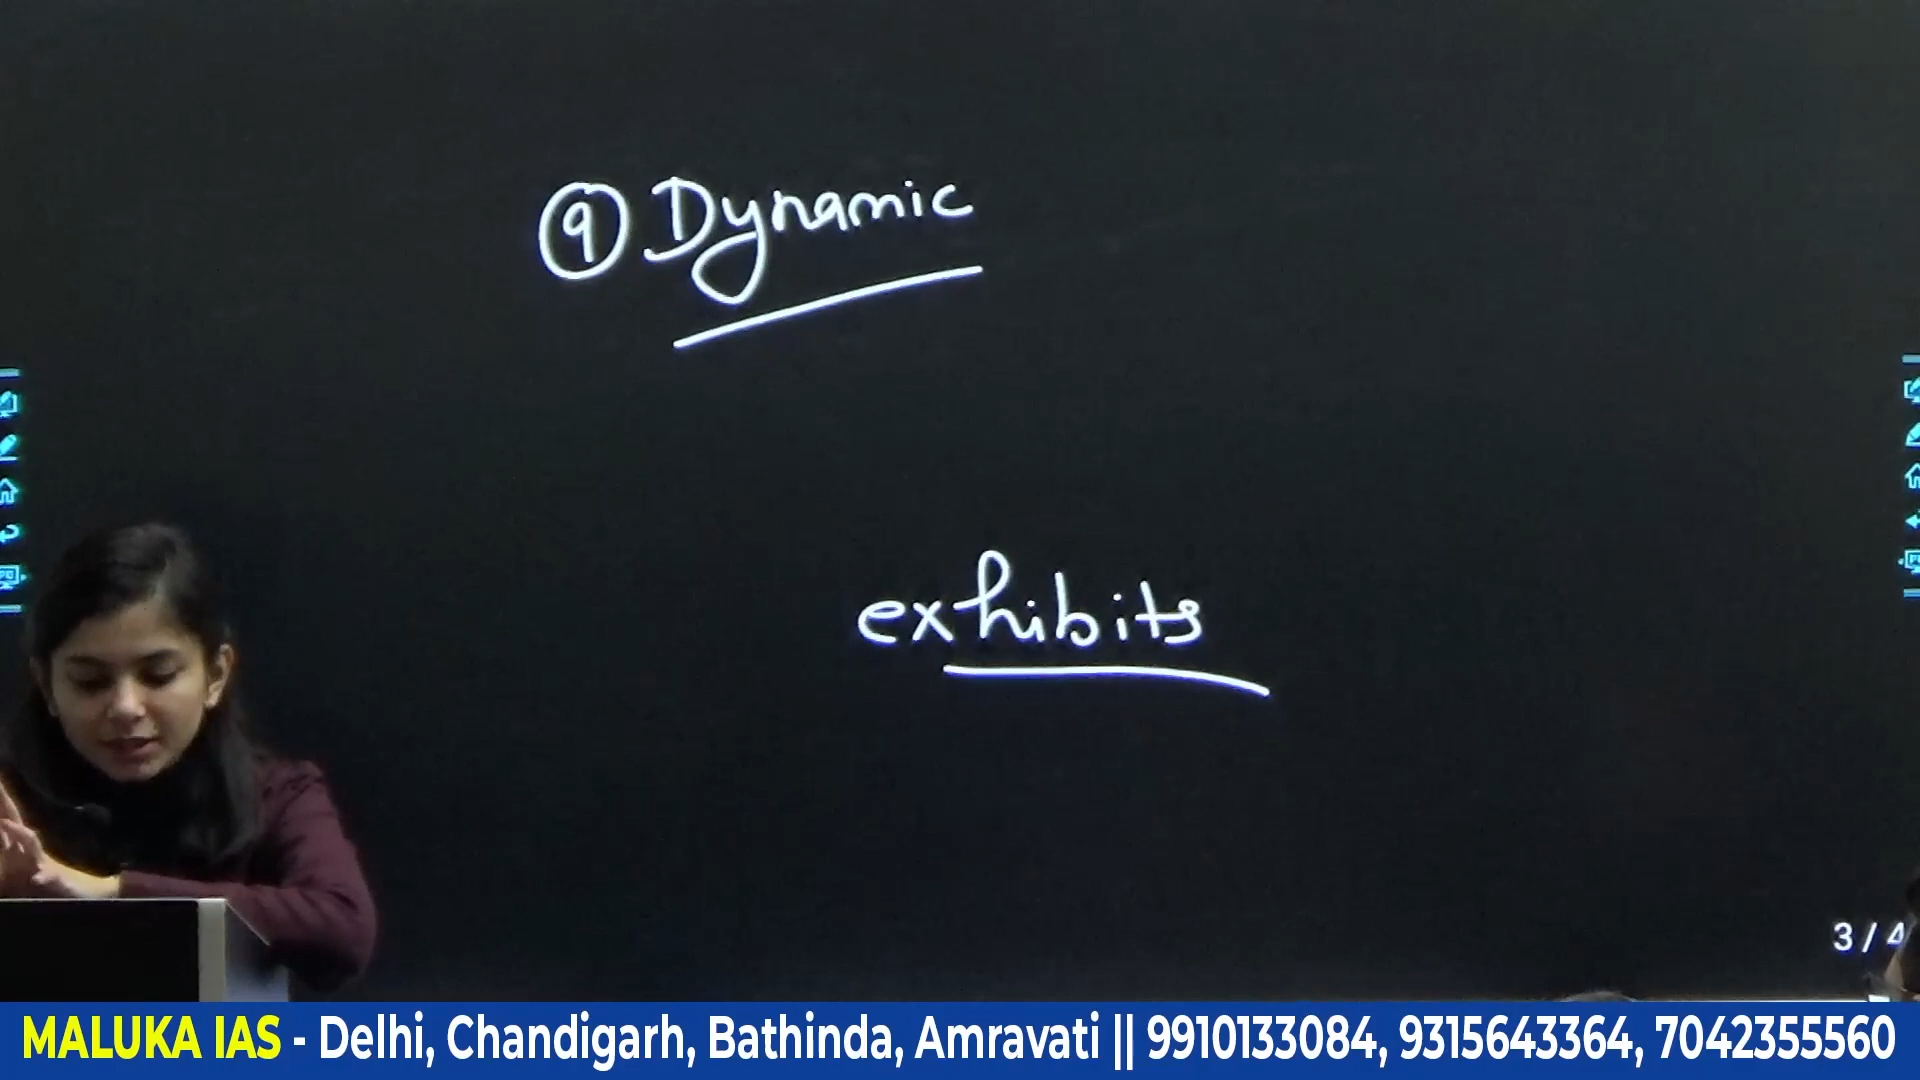 ⑨ Dynamic
exhibits
3 / 4
MALUKA IAS - Delhi, Chandigarh, Bathinda, Amravati || 9910133084, 9315643364, 7042355560